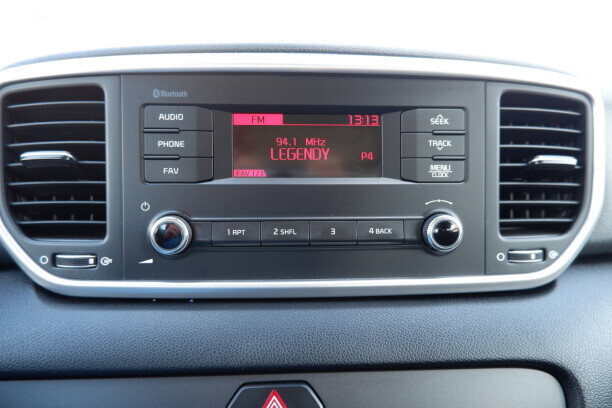 Bluetooth
AUDIO
PHONE
FAV
FM 13:13
94.1 MHz
LEGENDY P4
FAV 1/3
SEEK
TRACK
MENU
CLOCK
1 RPT
2 SHFL
3
4 BACK